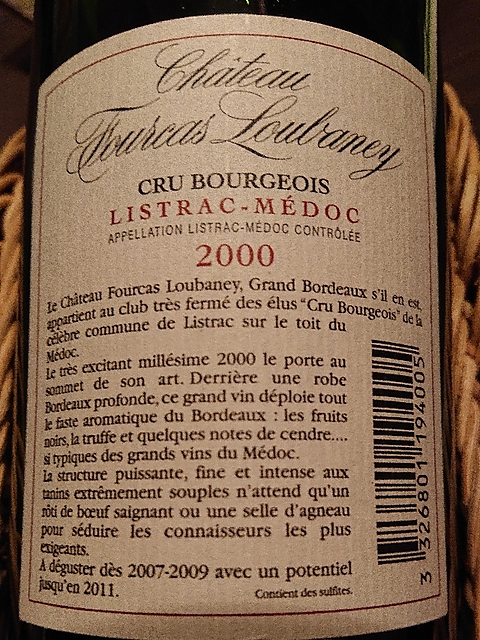 Château
Fourcas Loubaney
CRU BOURGEOIS
LISTRAC-MÉDOC
APPELLATION LISTRAC-MÉDOC CONTRÔLÉE
2000
Le Château Fourcas Loubaney, Grand Bordeaux s'il en est,
appartient au club très fermé des élus "Cru Bourgeois" de la
célèbre commune de Listrac sur le toit du
Médoc.
Le très excitant millésime 2000 le porte au
sommet de son art. Derrière une robe
Bordeaux profonde, ce grand vin déploie tout
le faste aromatique du Bordeaux : les fruits
noirs, la truffe et quelques notes de cendre....
si typiques des grands vins du Médoc.
La structure puissante, fine et intense aux
tanins extrêmement souples n'attend qu'un
rôti de bœuf saignant ou une selle d'agneau
pour séduire les connaisseurs les plus
exigeants.
A déguster dès 2007-2009 avec un potentiel
jusqu'en 2011.
Contient des sulfites.
3 326801 194005